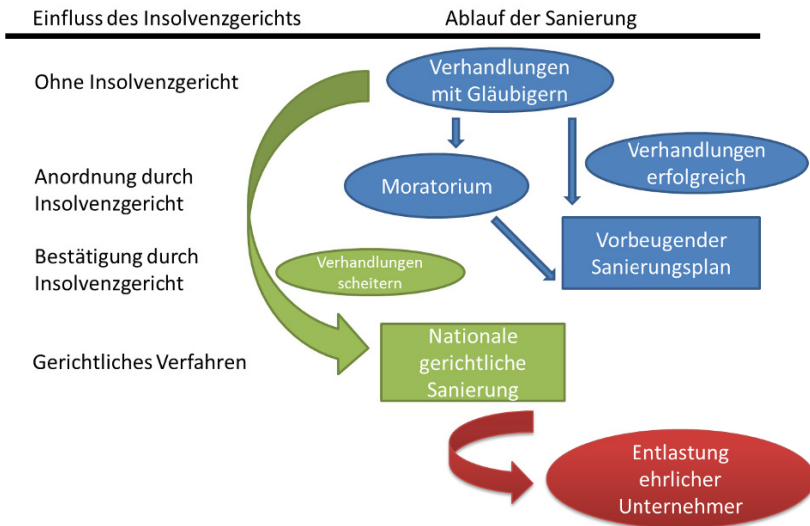 Einfluss des Insolvenzgerichts
Ablauf der Sanierung
Ohne Insolvenzgericht
Verhandlungen
mit Gläubigern
Verhandlungen
erfolgreich
Anordnung durch
Insolvenzgericht
Moratorium
Bestätigung durch
Insolvenzgericht
Verhandlungen
scheitern
Vorbeugender
Sanierungsplan
Gerichtliches Verfahren
Nationale
gerichtliche
Sanierung
Entlastung
ehrlicher
Unternehmer